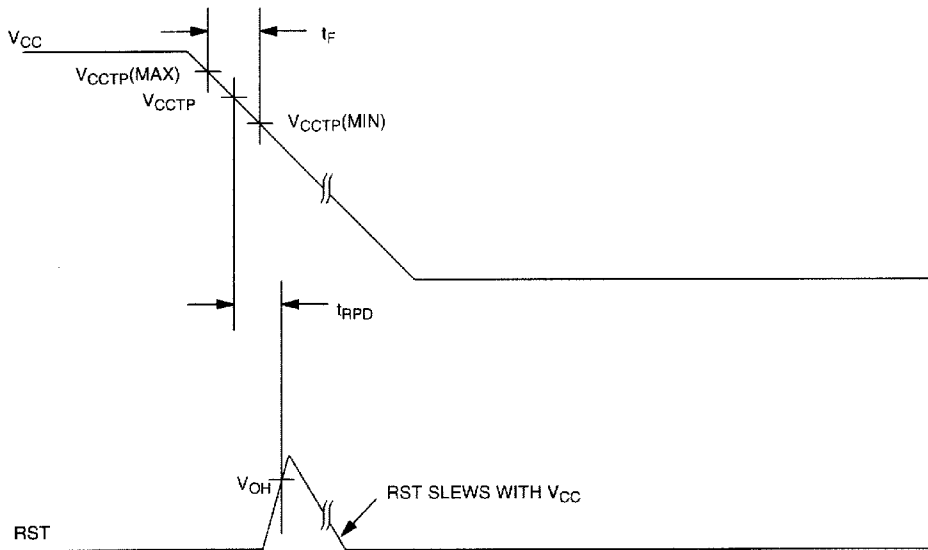 V_CC
t_F
V_CCTP(MAX)
V_CCTP
V_CCTP(MIN)
t_RPD
V_OH
RST SLEWS WITH V_CC
RST